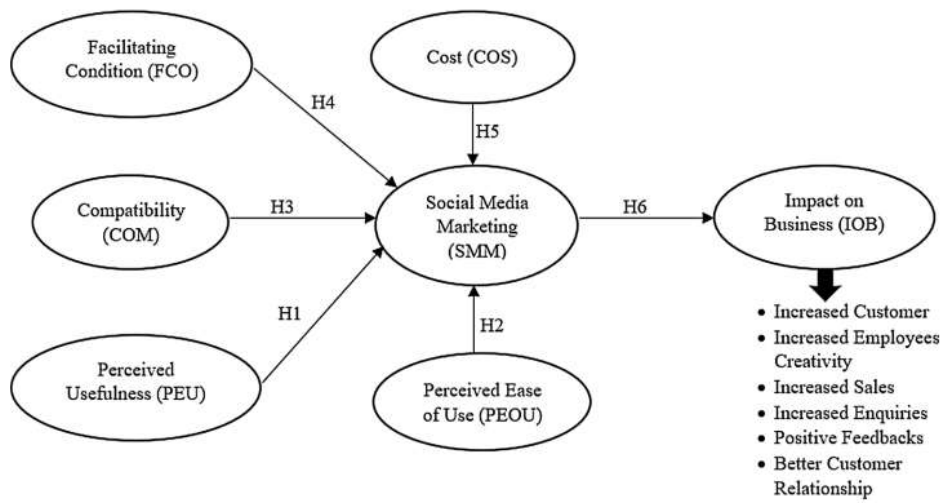 Facilitating
Condition (FCO)
Cost (COS)
H4
H5
Compatibility
(COM)
H3
Social Media
Marketing
(SMM)
H6
Impact on
Business (IOB)
H1
H2
Perceived
Usefulness (PEU)
Perceived Ease
of Use (PEOU)
• Increased Customer
• Increased Employees
Creativity
• Increased Sales
• Increased Enquiries
• Positive Feedbacks
• Better Customer
Relationship